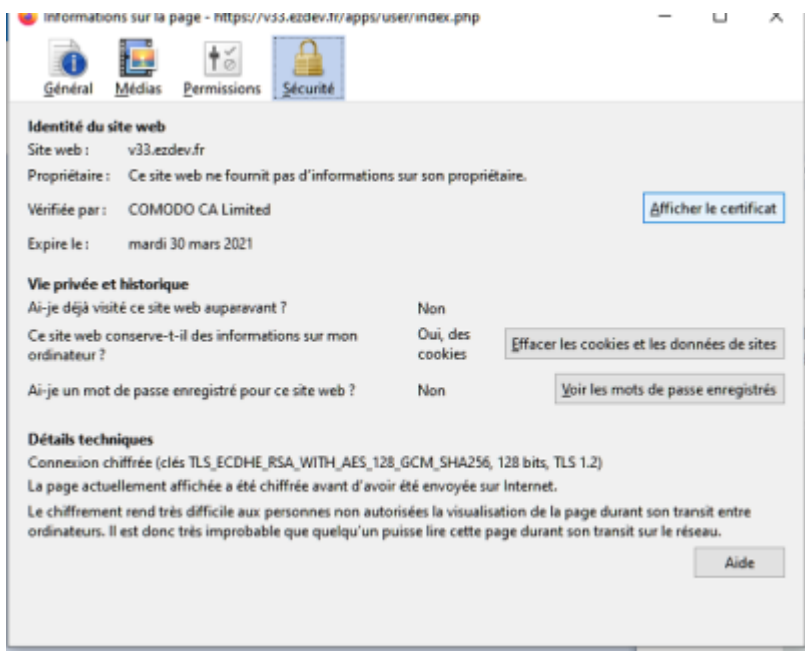 Informations sur la page - https://v33.ezdev.fr/apps/user/index.php
Général Médias Permissions Sécurité
Identité du site web
Site web : v33.ezdev.fr
Propriétaire : Ce site web ne fournit pas d'informations sur son propriétaire.
Vérifiée par : COMODO CA Limited Afficher le certificat
Expire le : mardi 30 mars 2021
Vie privée et historique
Ai-je déjà visité ce site web auparavant ? Non
Ce site web conserve-t-il des informations sur mon
ordinateur ?
Oui, des
cookies
Effacer les cookies et les données de sites
Ai-je un mot de passe enregistré pour ce site web ? Non Voir les mots de passe enregistrés
Détails techniques
Connexion chiffrée (clés TLS_ECDHE_RSA_WITH_AES_128_GCM_SHA256, 128 bits, TLS 1.2)
La page actuellement affichée a été chiffrée avant d'avoir été envoyée sur Internet.
Le chiffrement rend très difficile aux personnes non autorisées la visualisation de la page durant son transit entre
ordinateurs. Il est donc très improbable que quelqu'un puisse lire cette page durant son transit sur le réseau.
Aide